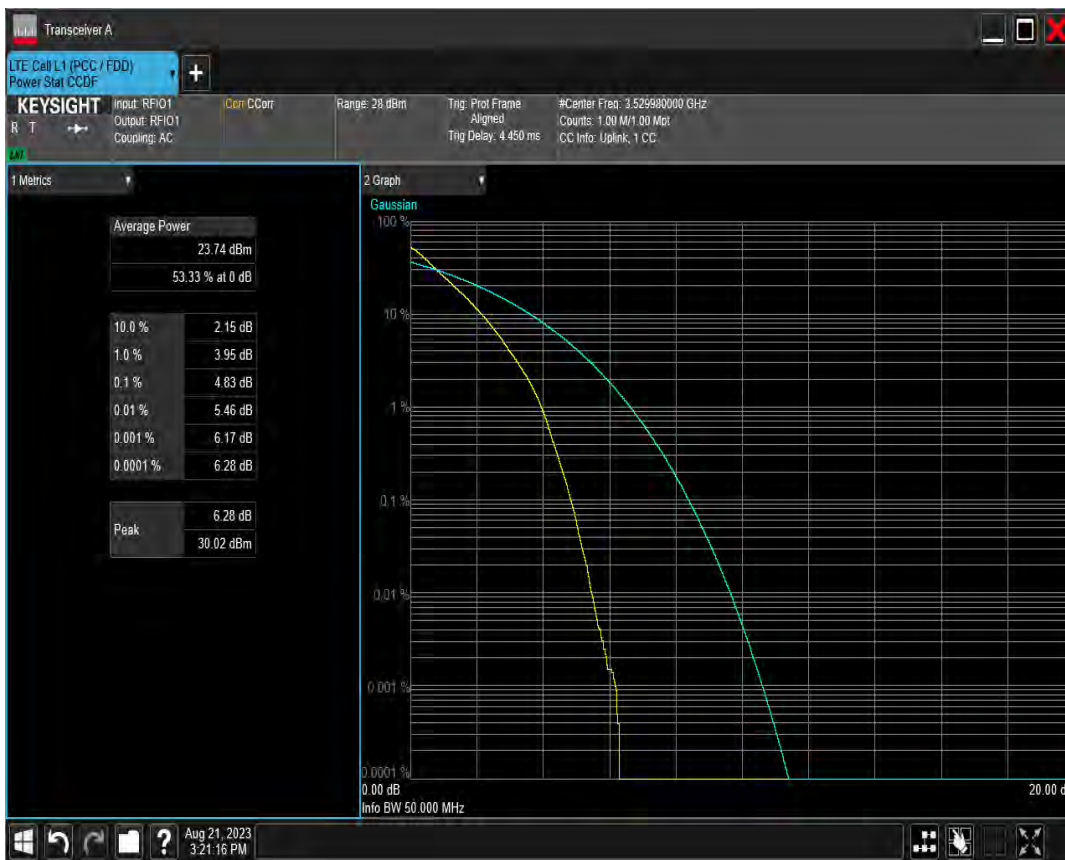 Transceiver A
LTE Cell L1 (PCC / FDD)
Power Stat CCDF
+
KEYSIGHT
R T
LNI
Input: RFIO1
Output: RFIO1
Coupling: AC
Corr CCorr
Range: 28 dBm
Trig: Prot Frame
Aligned
Trig Delay: 4.450 ms
#Center Freq: 3.529980000 GHz
Counts: 1.00 M/1.00 Mpt
CC Info: Uplink, 1 CC
1 Metrics
Average Power
23.74 dBm
53.33 % at 0 dB
10.0 % 2.15 dB
1.0 % 3.95 dB
0.1 % 4.83 dB
0.01 % 5.46 dB
0.001 % 6.17 dB
0.0001 % 6.28 dB
Peak
6.28 dB
30.02 dBm
2 Graph
Gaussian
100 %
10 %
1 %
0.1 %
0.01 %
0.001 %
0.0001 %
0.00 dB
20.00 d
Info BW 50.000 MHz
?
Aug 21, 2023
3:21:16 PM